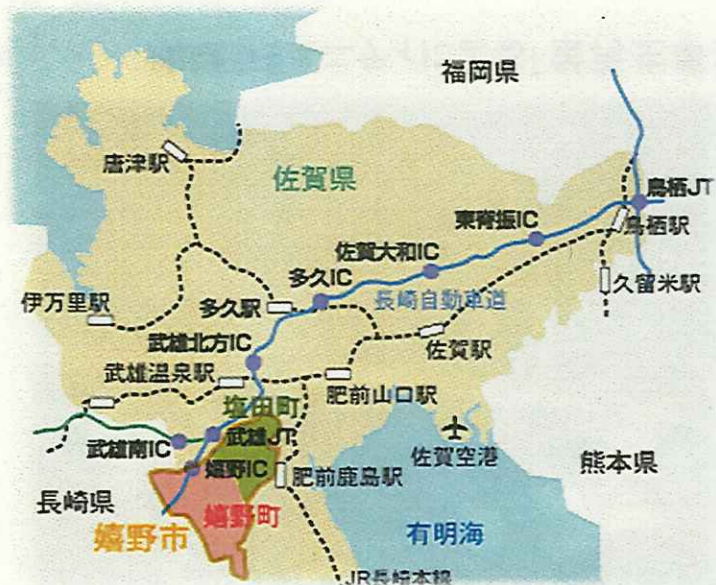 福岡県
唐津駅
佐賀県
鳥栖JT
東脊振IC
鳥栖駅
佐賀大和IC
多久IC
久留米駅
伊万里駅
多久駅
長崎自動車道
武雄北方IC
佐賀駅
武雄温泉駅
肥前山口駅
塩田町
武雄JT
武雄南IC
佐賀空港
嬉野IC
肥前鹿島駅
熊本県
長崎県
嬉野町
嬉野市
有明海
JR長崎本線